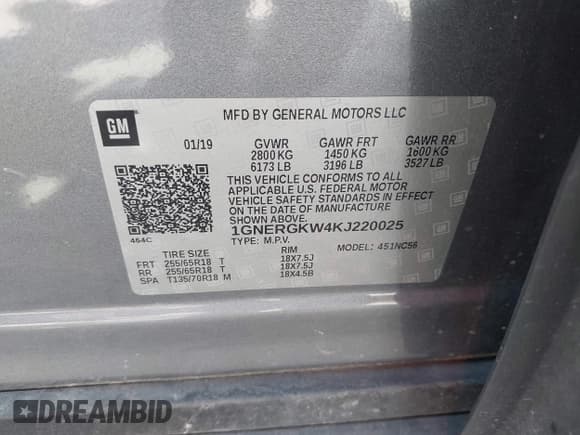 GM
MFD BY GENERAL MOTORS LLC
01/19 GVWR GAWR FRT GAWR RR
2800 KG 1450 KG 1600 KG
6173 LB 3196 LB 3527 LB
THIS VEHICLE CONFORMS TO ALL
APPLICABLE U.S. FEDERAL MOTOR
VEHICLE SAFETY STANDARDS IN EFFECT
ON THE DATE OF MANUFACTURE
SHOWN ABOVE.
464C 1GNERGKW4KJ220025
TYPE: M.P.V. MODEL: 451NC56
TIRE SIZE RIM
FRT 255/65R18 T 18X7.5J
RR 255/65R18 T 18X7.5J
SPA T135/70R18 M 18X4.5B
DREAMBID